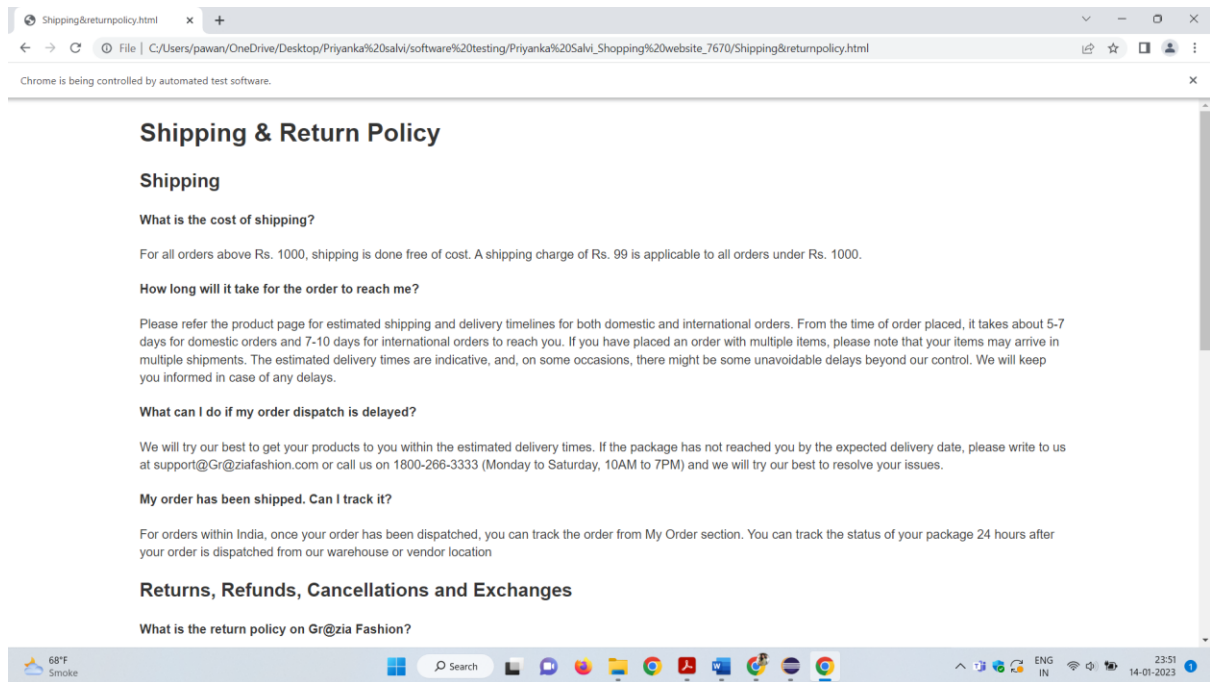 Shipping&returnpolicy.html
File | C:/Users/pawan/OneDrive/Desktop/Priyanka%20salvi/software%20testing/Priyanka%20Salvi_Shopping%20website_7670/Shipping&returnpolicy.html
Chrome is being controlled by automated test software.
Shipping & Return Policy
Shipping
What is the cost of shipping?
For all orders above Rs. 1000, shipping is done free of cost. A shipping charge of Rs. 99 is applicable to all orders under Rs. 1000.
How long will it take for the order to reach me?
Please refer the product page for estimated shipping and delivery timelines for both domestic and international orders. From the time of order placed, it takes about 5-7
days for domestic orders and 7-10 days for international orders to reach you. If you have placed an order with multiple items, please note that your items may arrive in
multiple shipments. The estimated delivery times are indicative, and, on some occasions, there might be some unavoidable delays beyond our control. We will keep
you informed in case of any delays.
What can I do if my order dispatch is delayed?
We will try our best to get your products to you within the estimated delivery times. If the package has not reached you by the expected delivery date, please write to us
at support@Gr@ziafashion.com or call us on 1800-266-3333 (Monday to Saturday, 10AM to 7PM) and we will try our best to resolve your issues.
My order has been shipped. Can I track it?
For orders within India, once your order has been dispatched, you can track the order from My Order section. You can track the status of your package 24 hours after
your order is dispatched from our warehouse or vendor location
Returns, Refunds, Cancellations and Exchanges
What is the return policy on Gr@zia Fashion?
68°F
Smoke
Search
ENG
IN
23:51
14-01-2023
1